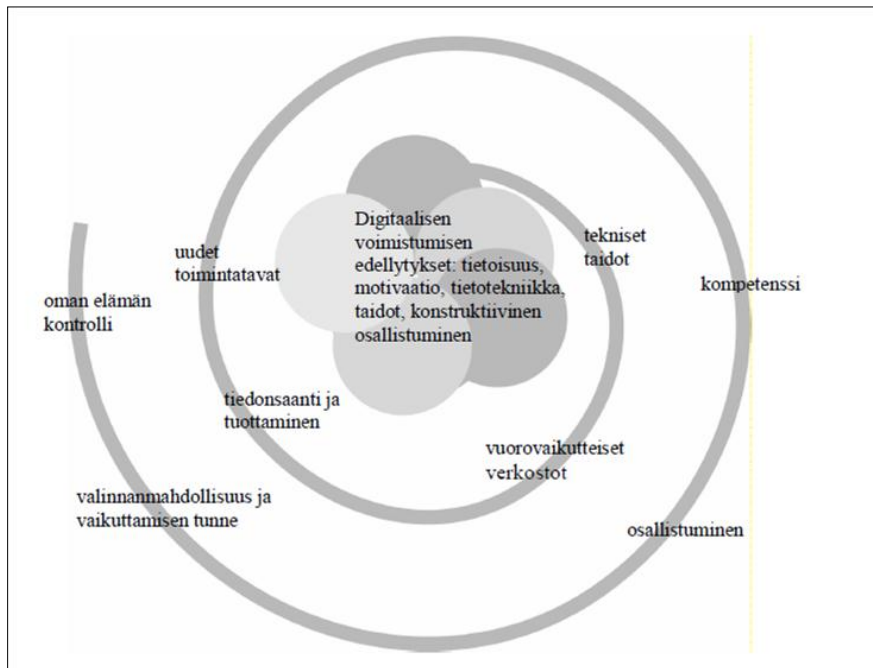 Digitaalisen
voimistumisen
edellytykset: tietoisuus,
motivaatio, tietotekniikka,
taidot, konstruktiivinen
osallistuminen
tekniset
taidot
vuorovaikutteiset
verkostot
tiedonsaanti ja
tuottaminen
uudet
toimintatavat
kompetenssi
osallistuminen
valinnanmahdollisuus ja
vaikuttamisen tunne
oman elämän
kontrolli